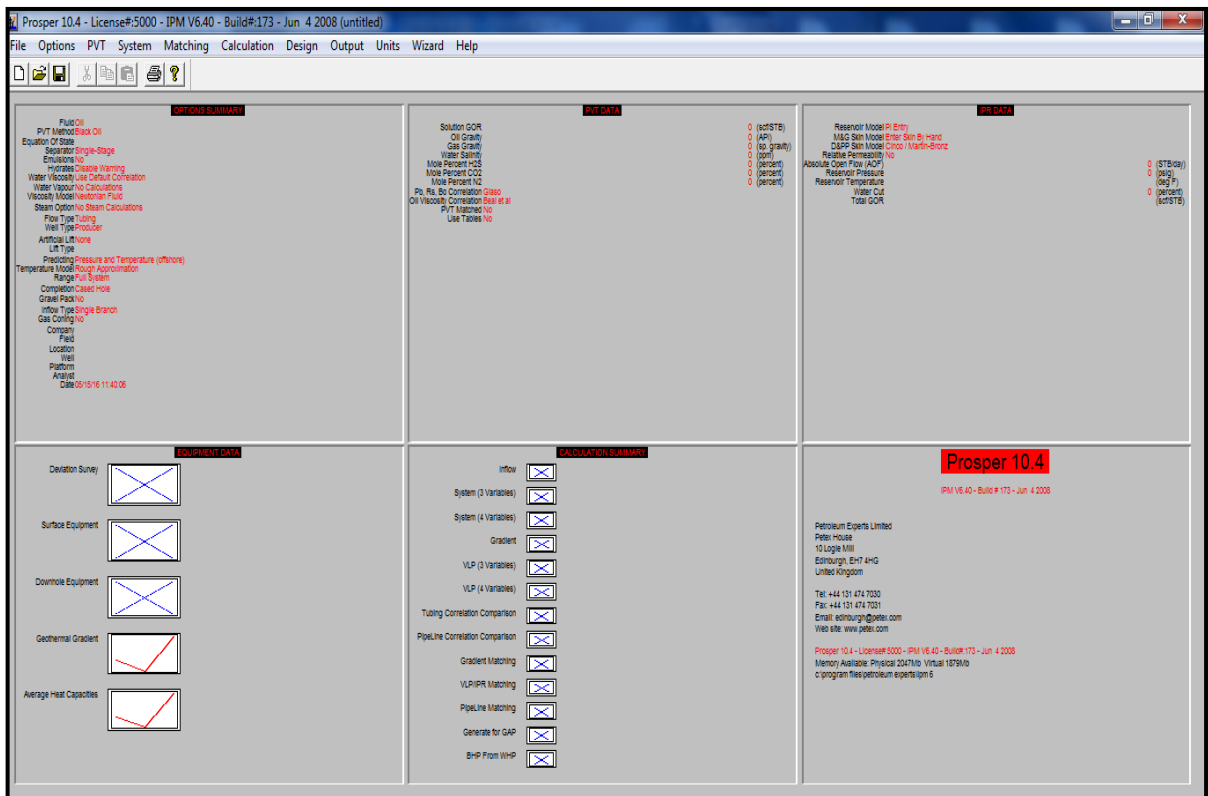 Prosper 10.4 - License#:5000 - IPM V6.40 - Build#:173 - Jun 4 2008 (untitled)
File Options PVT System Matching Calculation Design Output Units Wizard Help
OPTIONS SUMMARY
Fluid Oil
PVT Method Black Oil
Equation Of State
Separator Single-Stage
Emulsions No
Hydrates Disable Warning
Water Viscosity Use Default Correlation
Water Vapour No Calculations
Viscosity Model Newtonian Fluid
Steam Option No Steam Calculations
Flow Type Tubing
Well Type Producer
Artificial Lift None
Lift Type
Predicting Pressure and Temperature (offshore)
Temperature Model Rough Approximation
Range Full System
Completion Cased Hole
Gravel Pack No
Inflow Type Single Branch
Gas Coning No
Company
Field
Location
Well
Platform
Analyst
Date 05/15/16 11:40:06
PVT DATA
Solution GOR 0 (scf/STB)
Oil Gravity 0 (API)
Gas Gravity 0 (sp. gravity)
Water Salinity 0 (ppm)
Mole Percent H2S 0 (percent)
Mole Percent CO2 0 (percent)
Mole Percent N2 0 (percent)
Pb, Rs, Bo Correlation Glaso
Oil Viscosity Correlation Beal et al
PVT Matched No
Use Tables No
IPR DATA
Reservoir Model PI Entry
M&G Skin Model Enter Skin By Hand
D&PP Skin Model Cinco / Martin-Bronz
Relative Permeability No
Absolute Open Flow (AOF) 0 (STB/day)
Reservoir Pressure 0 (psig)
Reservoir Temperature (deg F)
Water Cut 0 (percent)
Total GOR (scf/STB)
EQUIPMENT DATA
Deviation Survey
Surface Equipment
Downhole Equipment
Geothermal Gradient
Average Heat Capacities
CALCULATION SUMMARY
Inflow
System (3 Variables)
System (4 Variables)
Gradient
VLP (3 Variables)
VLP (4 Variables)
Tubing Correlation Comparison
PipeLine Correlation Comparison
Gradient Matching
VLP/IPR Matching
PipeLine Matching
Generate for GAP
BHP From WHP
Prosper 10.4
IPM V6.40 - Build # 173 - Jun 4 2008
Petroleum Experts Limited
Petex House
10 Logie Mill
Edinburgh, EH7 4HG
United Kingdom
Tel: +44 131 474 7030
Fax: +44 131 474 7031
Email: edinburgh@petex.com
Web site: www.petex.com
Prosper 10.4 - License# 5000 - IPM V6.40 - Build#:173 - Jun 4 2008
Memory Available: Physical 2047Mb Virtual 1879Mb
c:\program files\petroleum experts\ipm 6